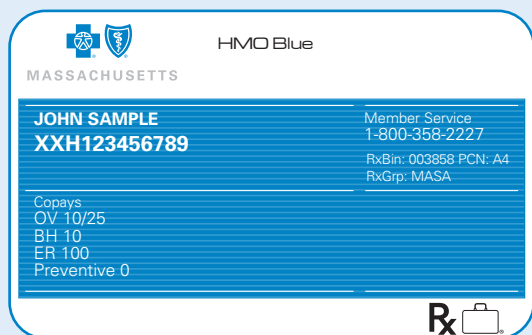 HMO Blue
MASSACHUSETTS
JOHN SAMPLE
XXH123456789
Member Service
1-800-358-2227
RxBin: 003858 PCN: A4
RxGrp: MASA
Copays
OV 10/25
BH 10
ER 100
Preventive 0
Rx